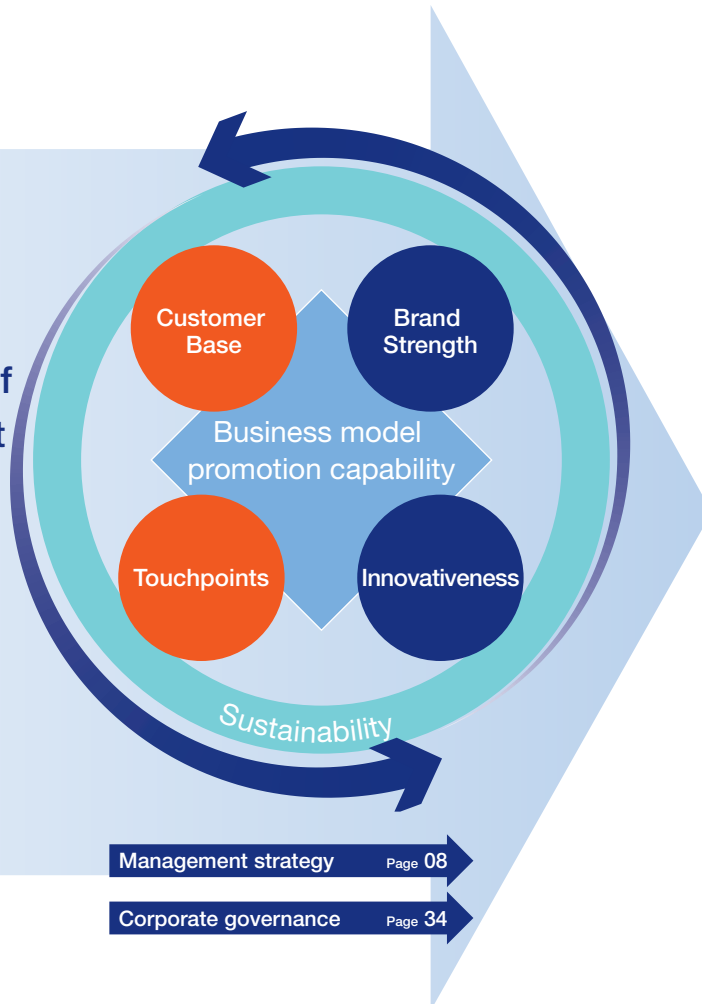 Customer
Base
Brand
Strength
f
t
Business model
promotion capability
Touchpoints
Innovativeness
Sustainability
Management strategy Page 08
Corporate governance Page 34